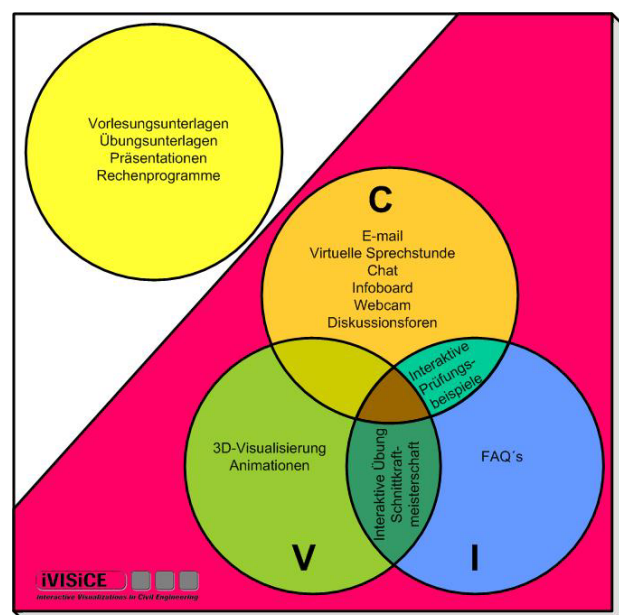 Vorlesungsunterlagen
Übungsunterlagen
Präsentationen
Rechenprogramme
C
E-mail
Virtuelle Sprechstunde
Chat
Infoboard
Webcam
Diskussionsforen
Interaktive
Prüfungs-
beispiele
3D-Visualisierung
Animationen
Interaktive Übung
Schnittkraft-
meisterschaft
FAQ´s
V
I
iVISiCE
Interactive Visualizations in Civil Engineering